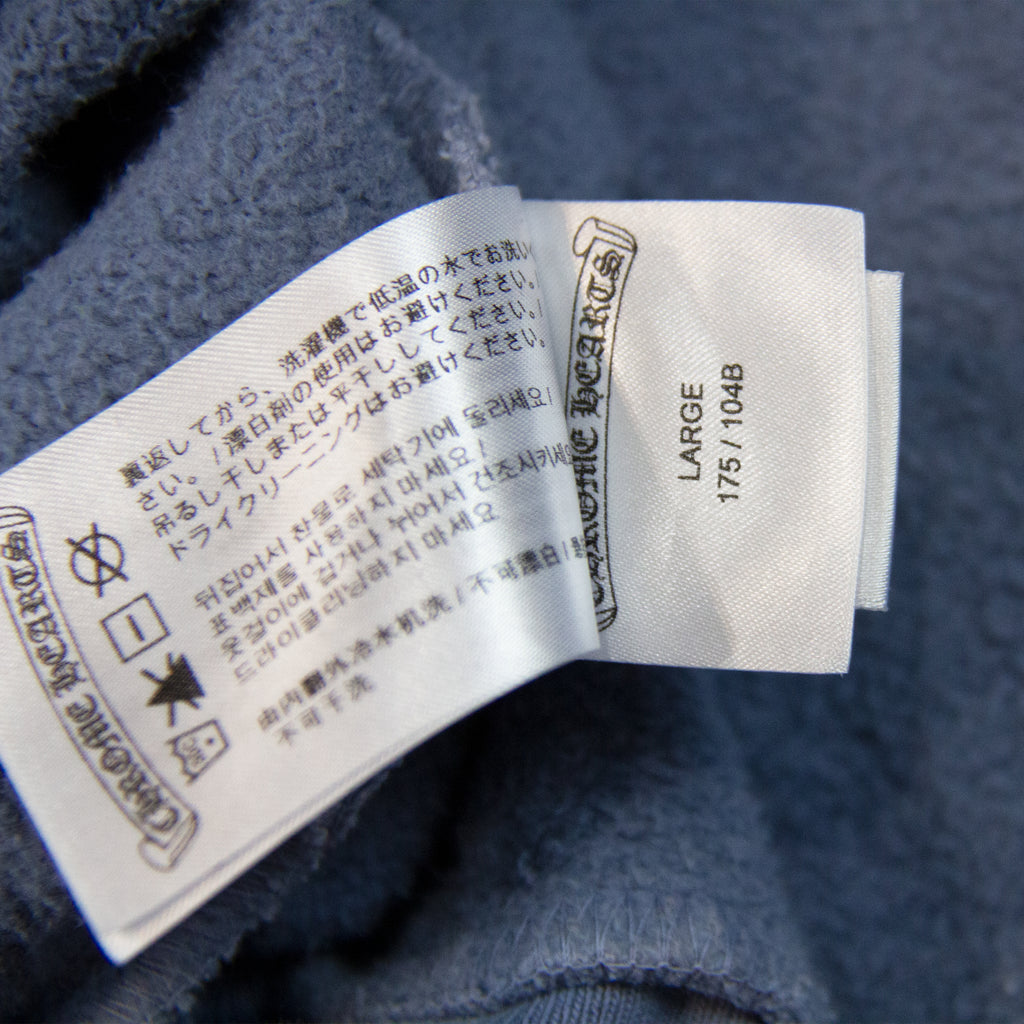 裏返してから、洗濯機で低温の水でお洗い
さい。/漂白剤の使用はお避けください。
吊るし干しまたは平干ししてください。/
ドライクリーニングはお避けください。
뒤집어서 찬물로 세탁기에 돌리세요/
표백제를 사용하지 마세요/
옷걸이에 걸거나 뉘어서 건조시키세요
드라이클리닝하지 마세요
由内翻外冷水机洗/不可漂白/
不可干洗
CHROME HEARTS
CHROME HEARTS
LARGE
175 / 104B